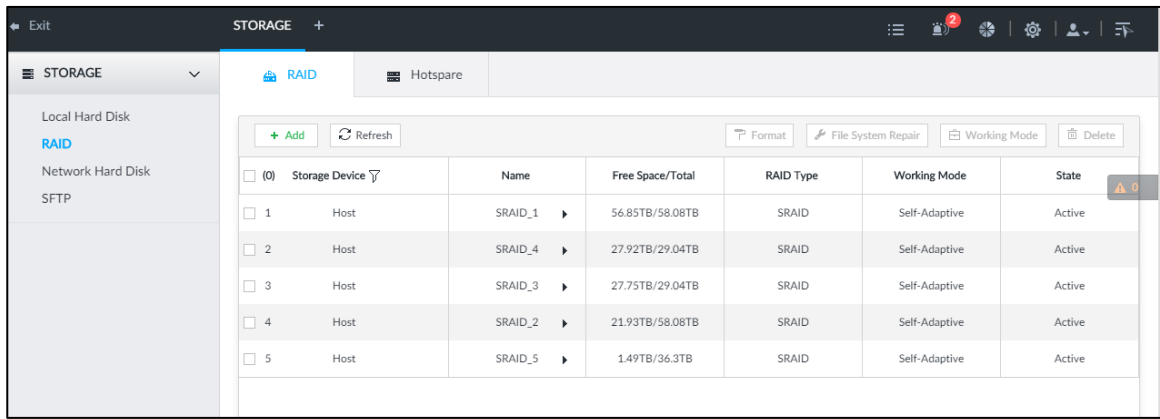 Exit STORAGE + 2
STORAGE RAID Hotspare
Local Hard Disk
RAID
Network Hard Disk
SFTP
+ Add Refresh Format File System Repair Working Mode Delete
(0) Storage Device Name Free Space/Total RAID Type Working Mode State
0
1 Host SRAID_1 56.85TB/58.08TB SRAID Self-Adaptive Active
2 Host SRAID_4 27.92TB/29.04TB SRAID Self-Adaptive Active
3 Host SRAID_3 27.75TB/29.04TB SRAID Self-Adaptive Active
4 Host SRAID_2 21.93TB/58.08TB SRAID Self-Adaptive Active
5 Host SRAID_5 1.49TB/36.3TB SRAID Self-Adaptive Active